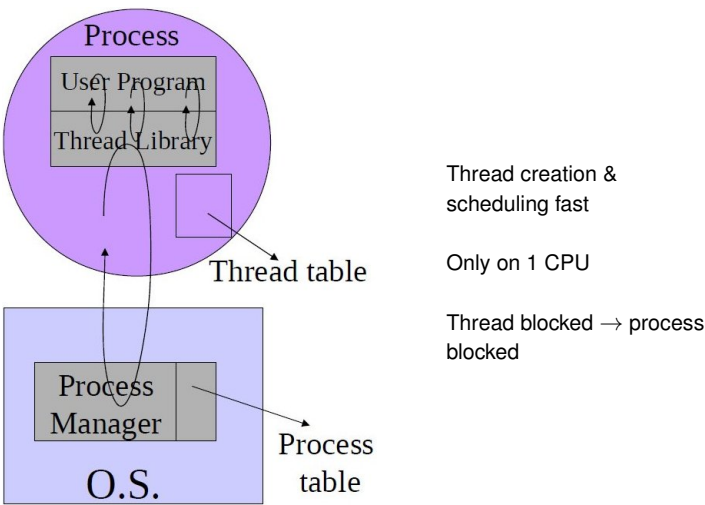 Process
User Program
Thread Library
Thread table
Process
Manager
Process
table
O.S.
Thread creation &
scheduling fast
Only on 1 CPU
Thread blocked → process
blocked